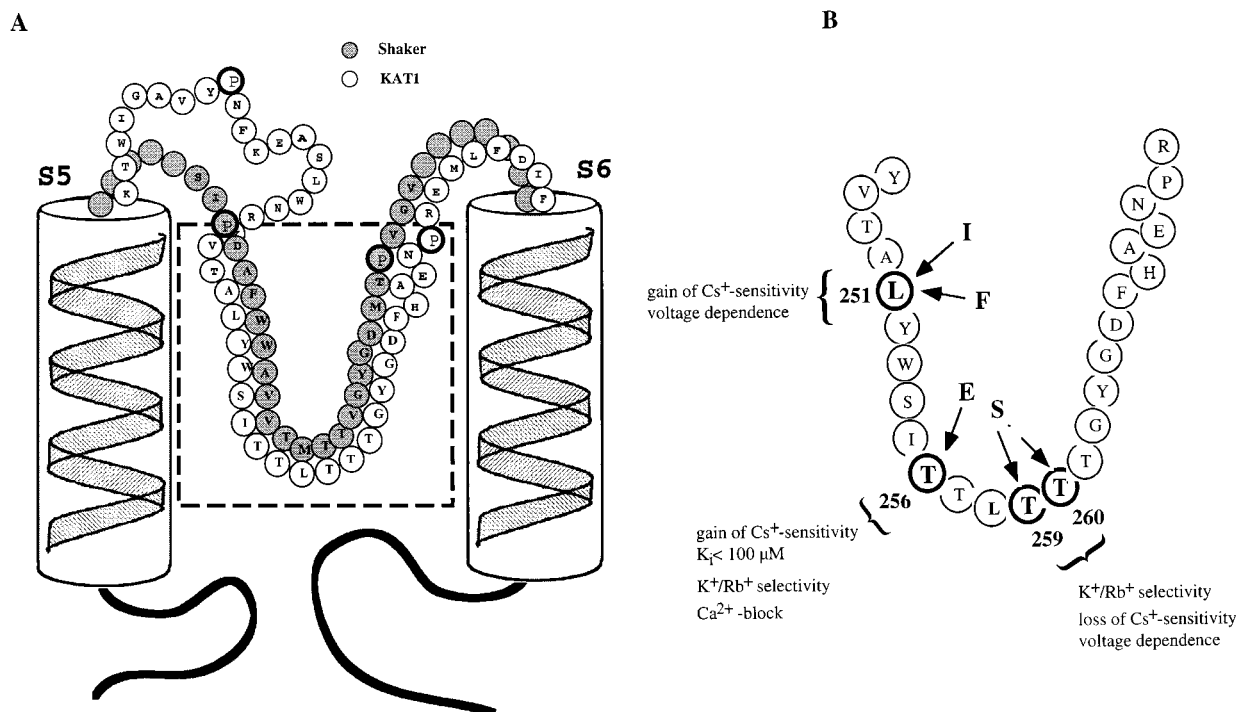 A
Shaker
KAT1
S5
S6
K T W I G A V Y P N F K E A S L W N R
V T A L Y W S I T T L T T T G Y G D F H A E N P R E M L F D I F
S I P D A F W W A V V T M T T V G Y G D M T P V G V
B
Y V T A L Y W S I T T L T T T G Y G D F H A E N P R
I
F
251
gain of Cs+-sensitivity
voltage dependence
E
S
256
259
260
gain of Cs+-sensitivity
Ki< 100 µM
K+/Rb+ selectivity
Ca2+ -block
K+/Rb+ selectivity
loss of Cs+-sensitivity
voltage dependence